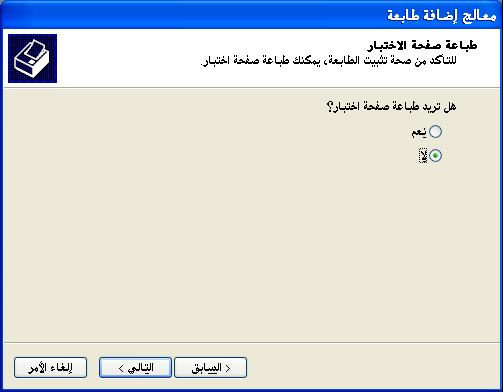 معالج إضافة طابعة
طباعة صفحة الاختبار
للتأكد من صحة تثبيت الطابعة، يمكنك طباعة صفحة اختبار.
هل تريد طباعة صفحة اختبار؟
نعم
لا
< السابق
التالي >
إلغاء الأمر